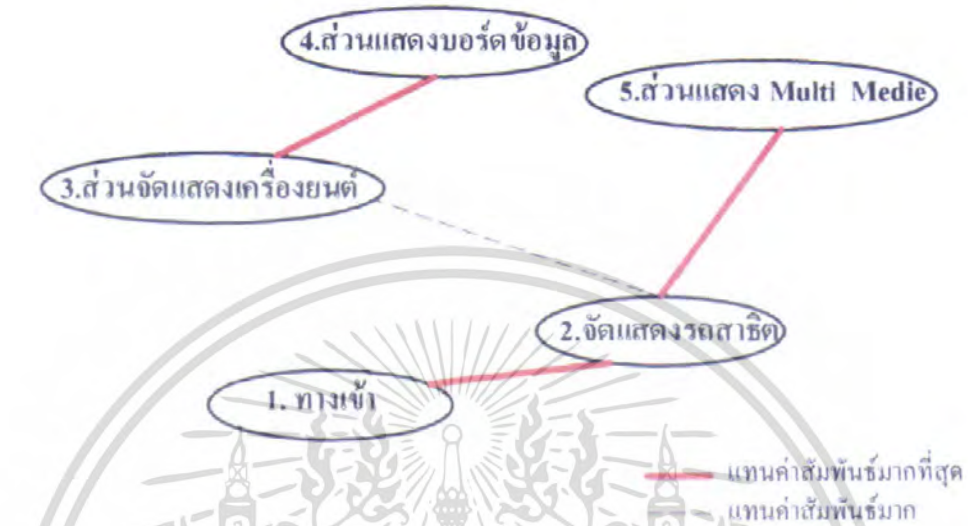 4.ส่วนแสดงบอร์ดข้อมูล
5.ส่วนแสดง Multi Medie
3.ส่วนจัดแสดงเครื่องยนต์
2.จัดแสดงรถสาธิต
1. ทางเข้า
แทนค่าสัมพันธ์มากที่สุด
แทนค่าสัมพันธ์มาก